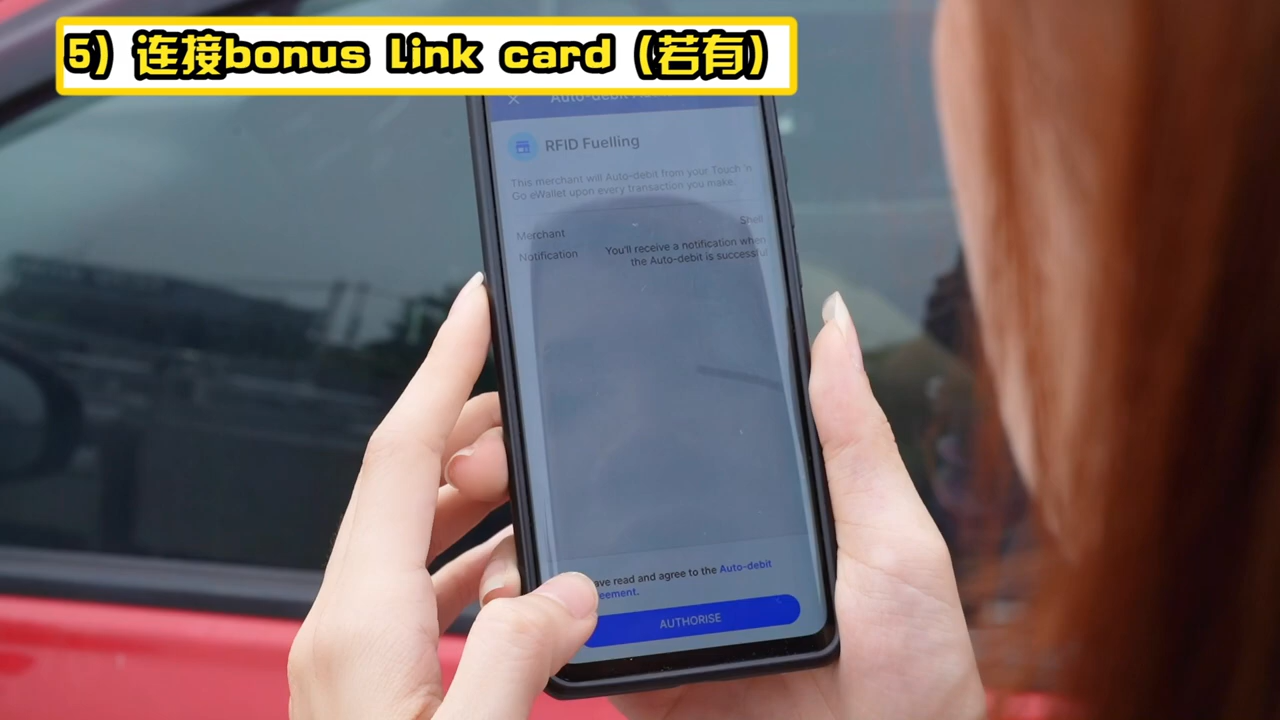 5) 连接bonus link card (若有)
RFID Fuelling
This merchant will Auto-debit from your Touch 'n
Go eWallet upon every transaction you make.
Merchant Shell
Notification You'll receive a notification when
the Auto-debit is successful
ave read and agree to the Auto-debit
eement.
AUTHORISE